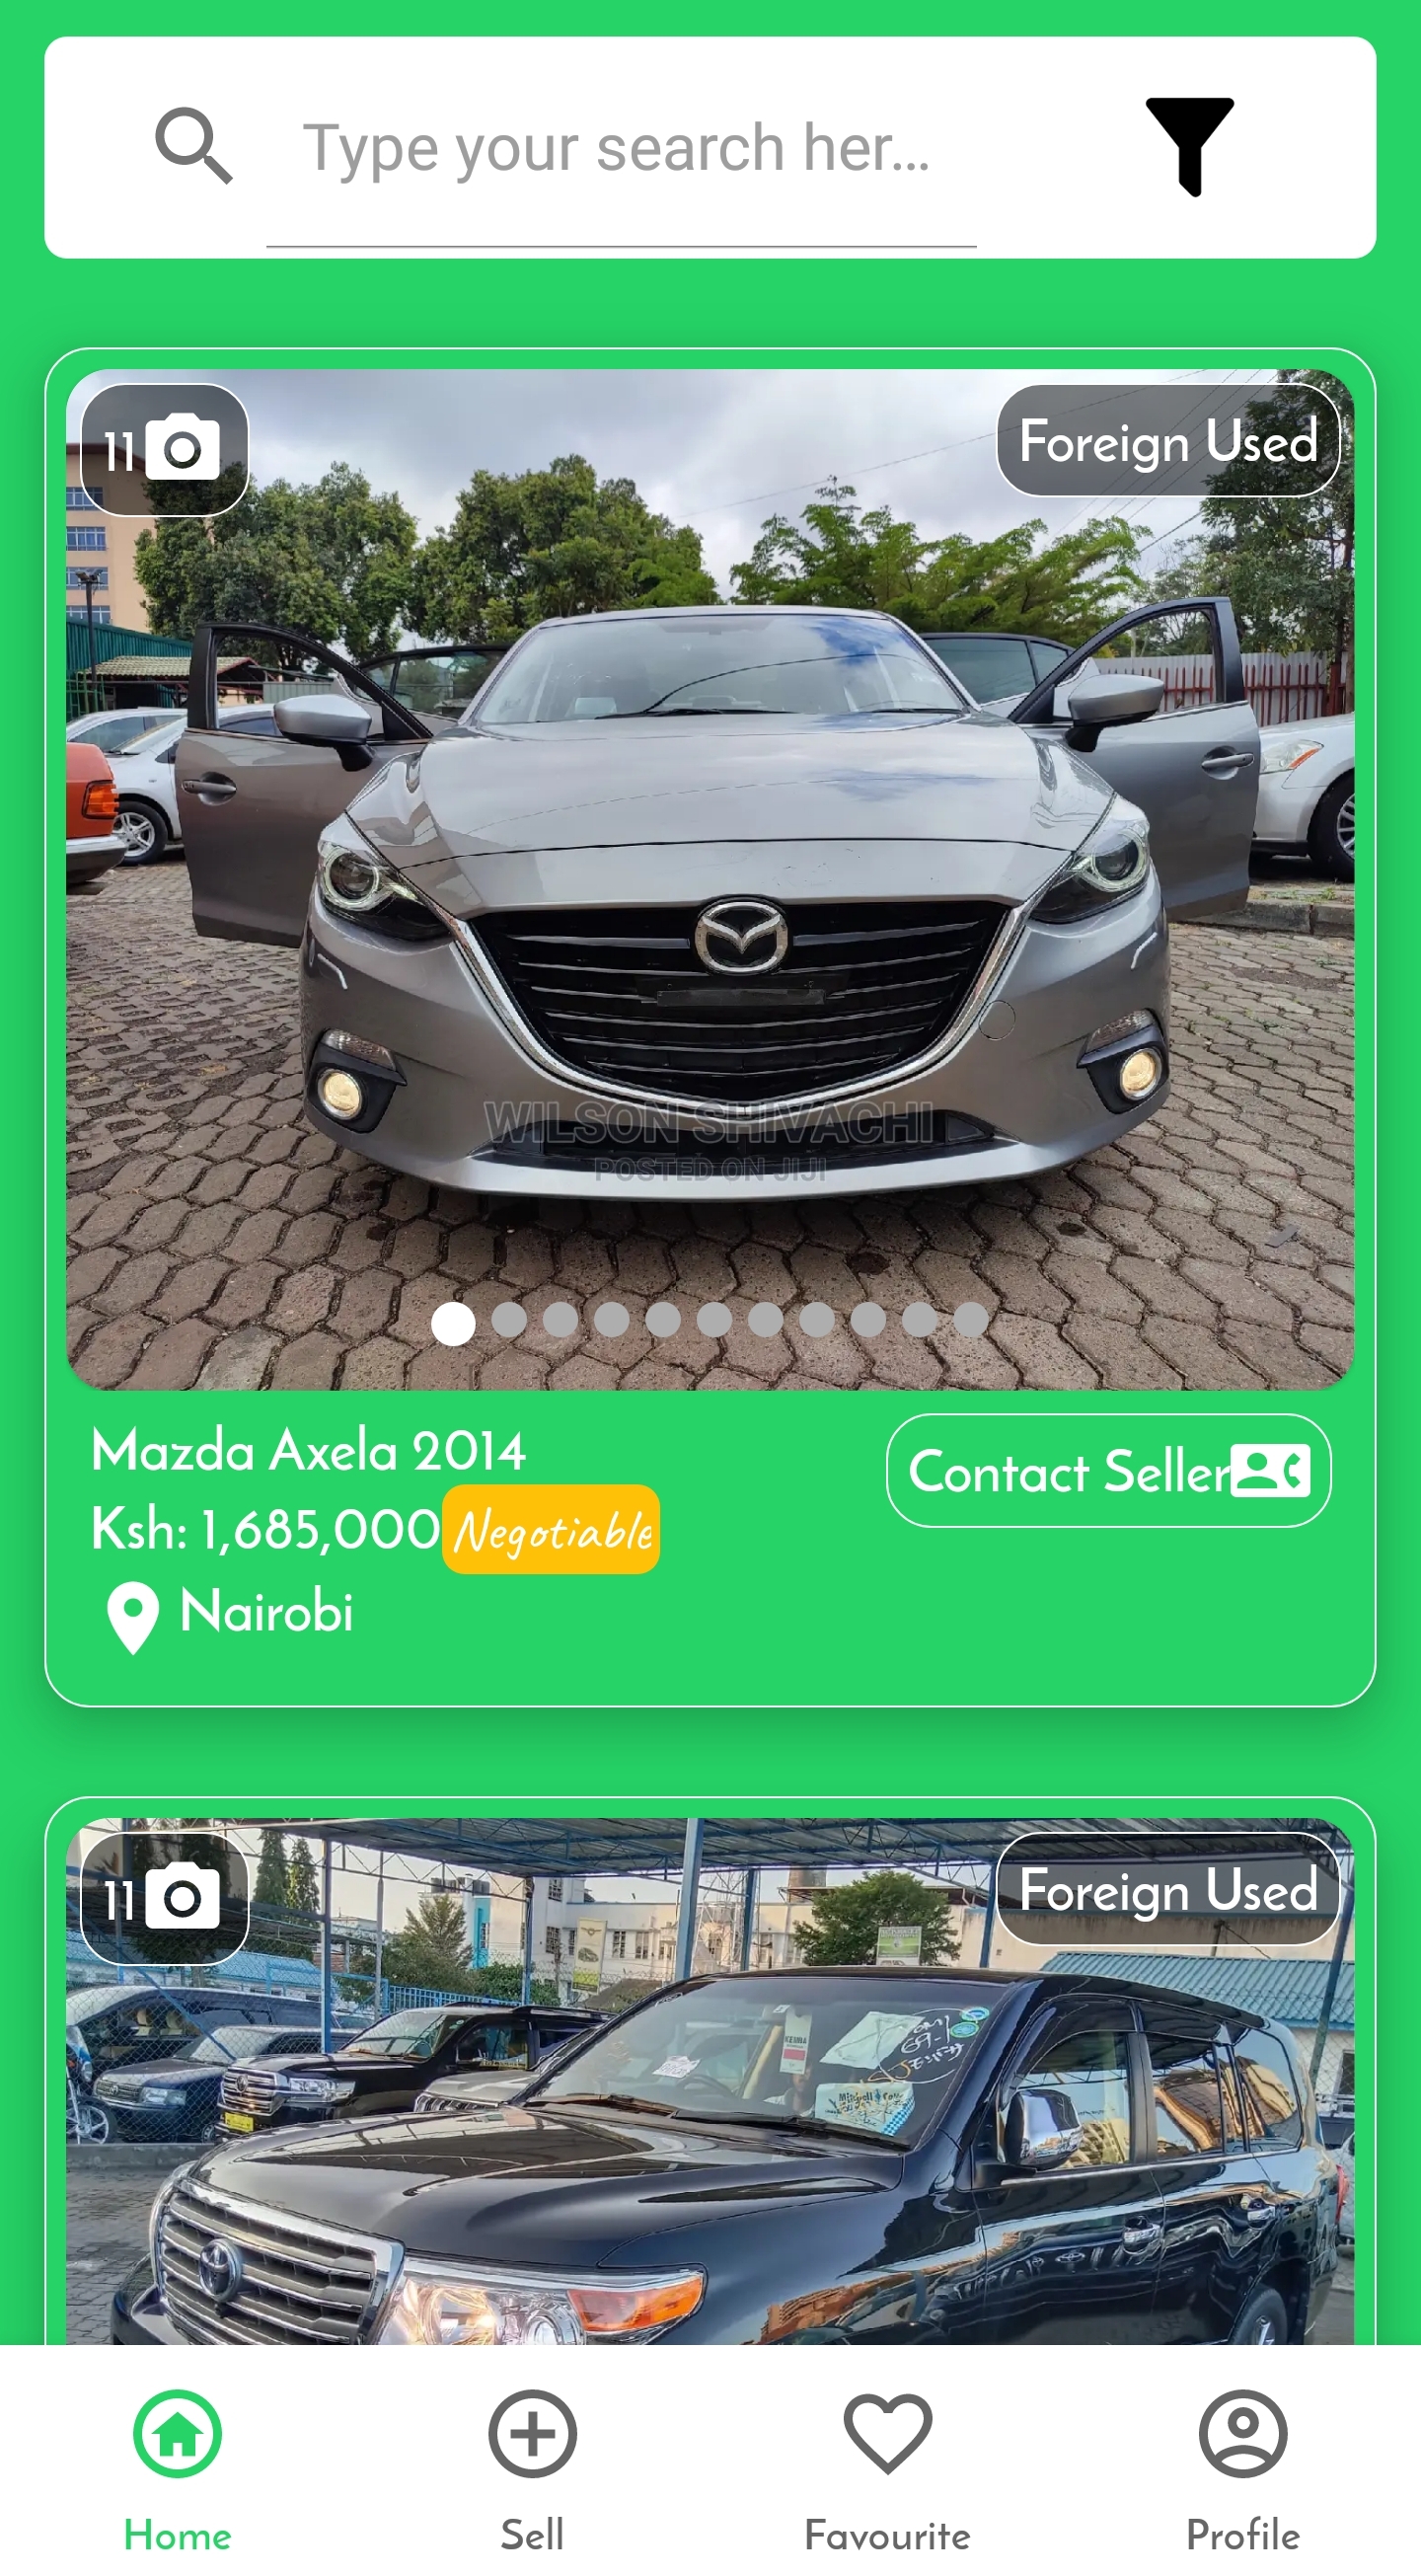 Type your search her...
11
Foreign Used
WILSON SHIVACHI
POSTED ON JIJI
Mazda Axela 2014
Contact Seller
Ksh: 1,685,000 Negotiable
Nairobi
11
Foreign Used
Home
Sell
Favourite
Profile